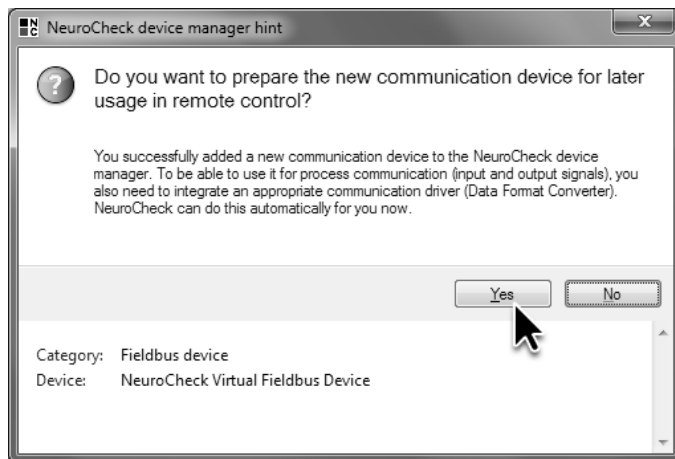 NC NeuroCheck device manager hint
Do you want to prepare the new communication device for later
usage in remote control?
You successfully added a new communication device to the NeuroCheck device
manager. To be able to use it for process communication (input and output signals), you
also need to integrate an appropriate communication driver (Data Format Converter).
NeuroCheck can do this automatically for you now.
Yes No
Category: Fieldbus device
Device: NeuroCheck Virtual Fieldbus Device